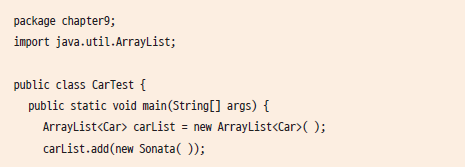 package chapter9;
import java.util.ArrayList;
public class CarTest {
public static void main(String[] args) {
ArrayList<Car> carList = new ArrayList<Car>( );
carList.add(new Sonata( ));